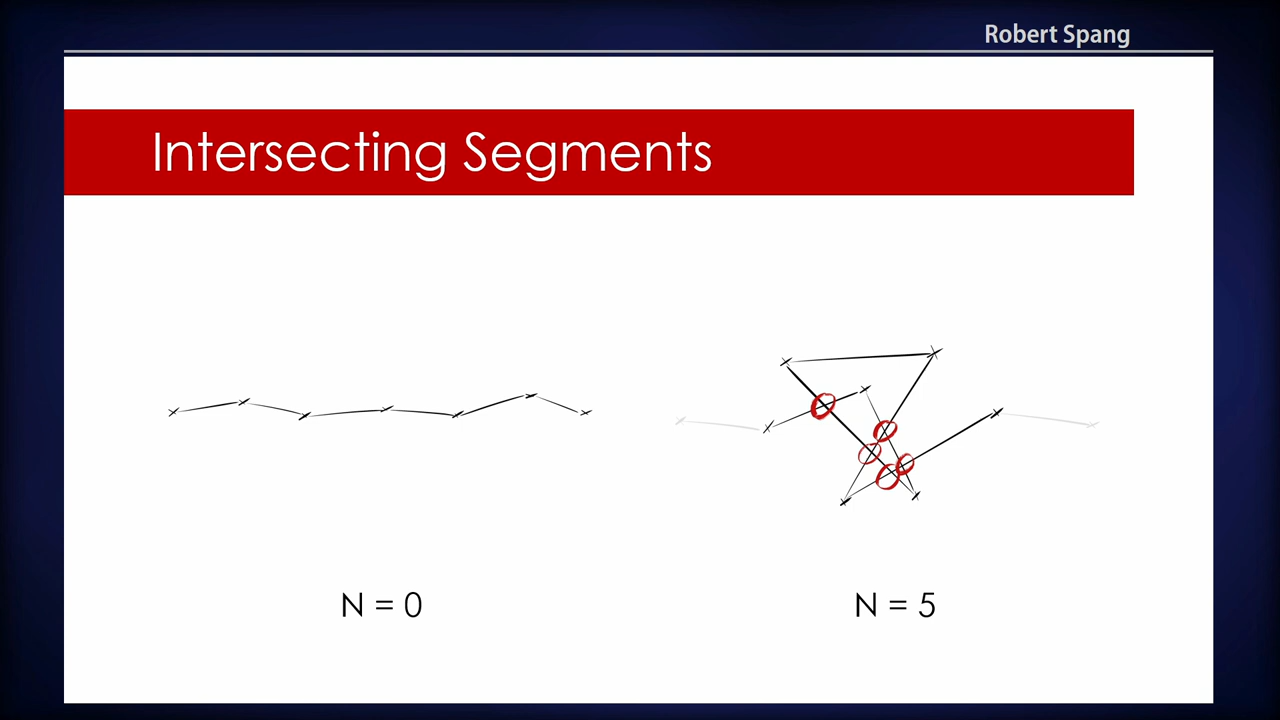 Robert Spang
Intersecting Segments
N = 0
N = 5